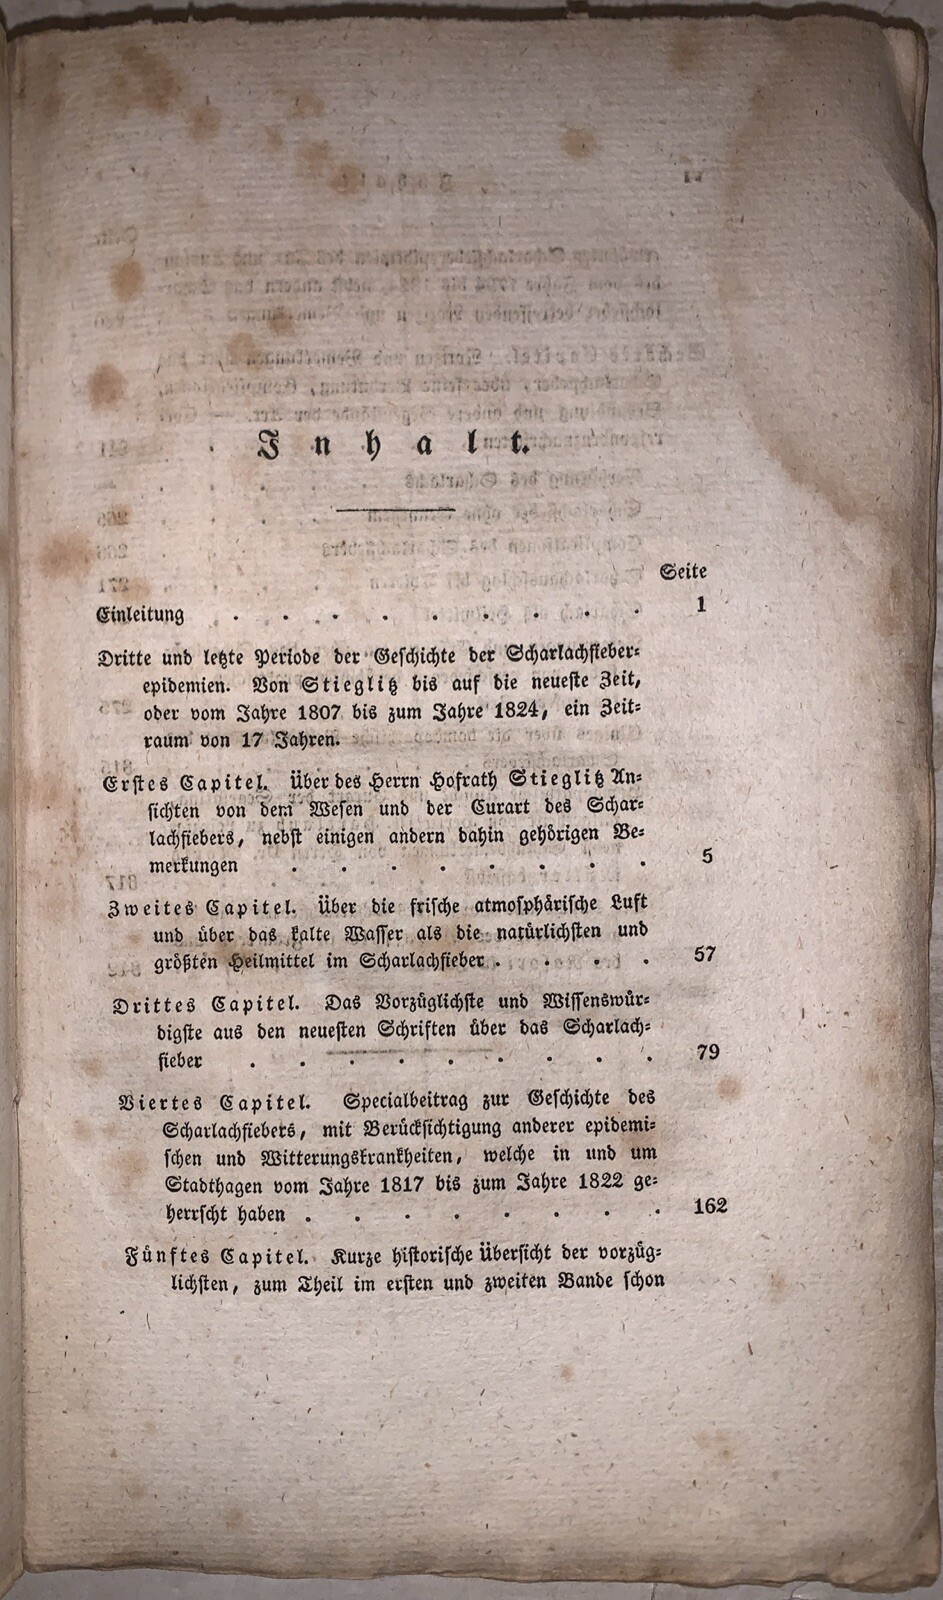 Inhalt.
Seite
Einleitung . . . . . . . . . 1
Dritte und letzte Periode der Geschichte der Scharlachfieber-
epidemien. Von Stieglitz bis auf die neueste Zeit,
oder vom Jahre 1807 bis zum Jahre 1824, ein Zeit-
raum von 17 Jahren.
Erstes Capitel. Über des Herrn Hofrath Stieglitz An-
sichten von dem Wesen und der Curart des Schar-
lachfiebers, nebst einigen andern dahin gehörigen Be-
merkungen . . . . . . . . 5
Zweites Capitel. Über die frische atmosphärische Luft
und über das kalte Wasser als die natürlichsten und
größten Heilmittel im Scharlachfieber . . . . 57
Drittes Capitel. Das Vorzüglichste und Wissenswür-
digste aus den neuesten Schriften über das Scharlach-
fieber . . . . . . . . . 79
Viertes Capitel. Specialbeitrag zur Geschichte des
Scharlachfiebers, mit Berücksichtigung anderer epidemi-
schen und Witterungskrankheiten, welche in und um
Stadthagen vom Jahre 1817 bis zum Jahre 1822 ge-
herrscht haben . . . . . . . . 162
Fünftes Capitel. Kurze historische Übersicht der vorzüg-
lichsten, zum Theil im ersten und zweiten Bande schon